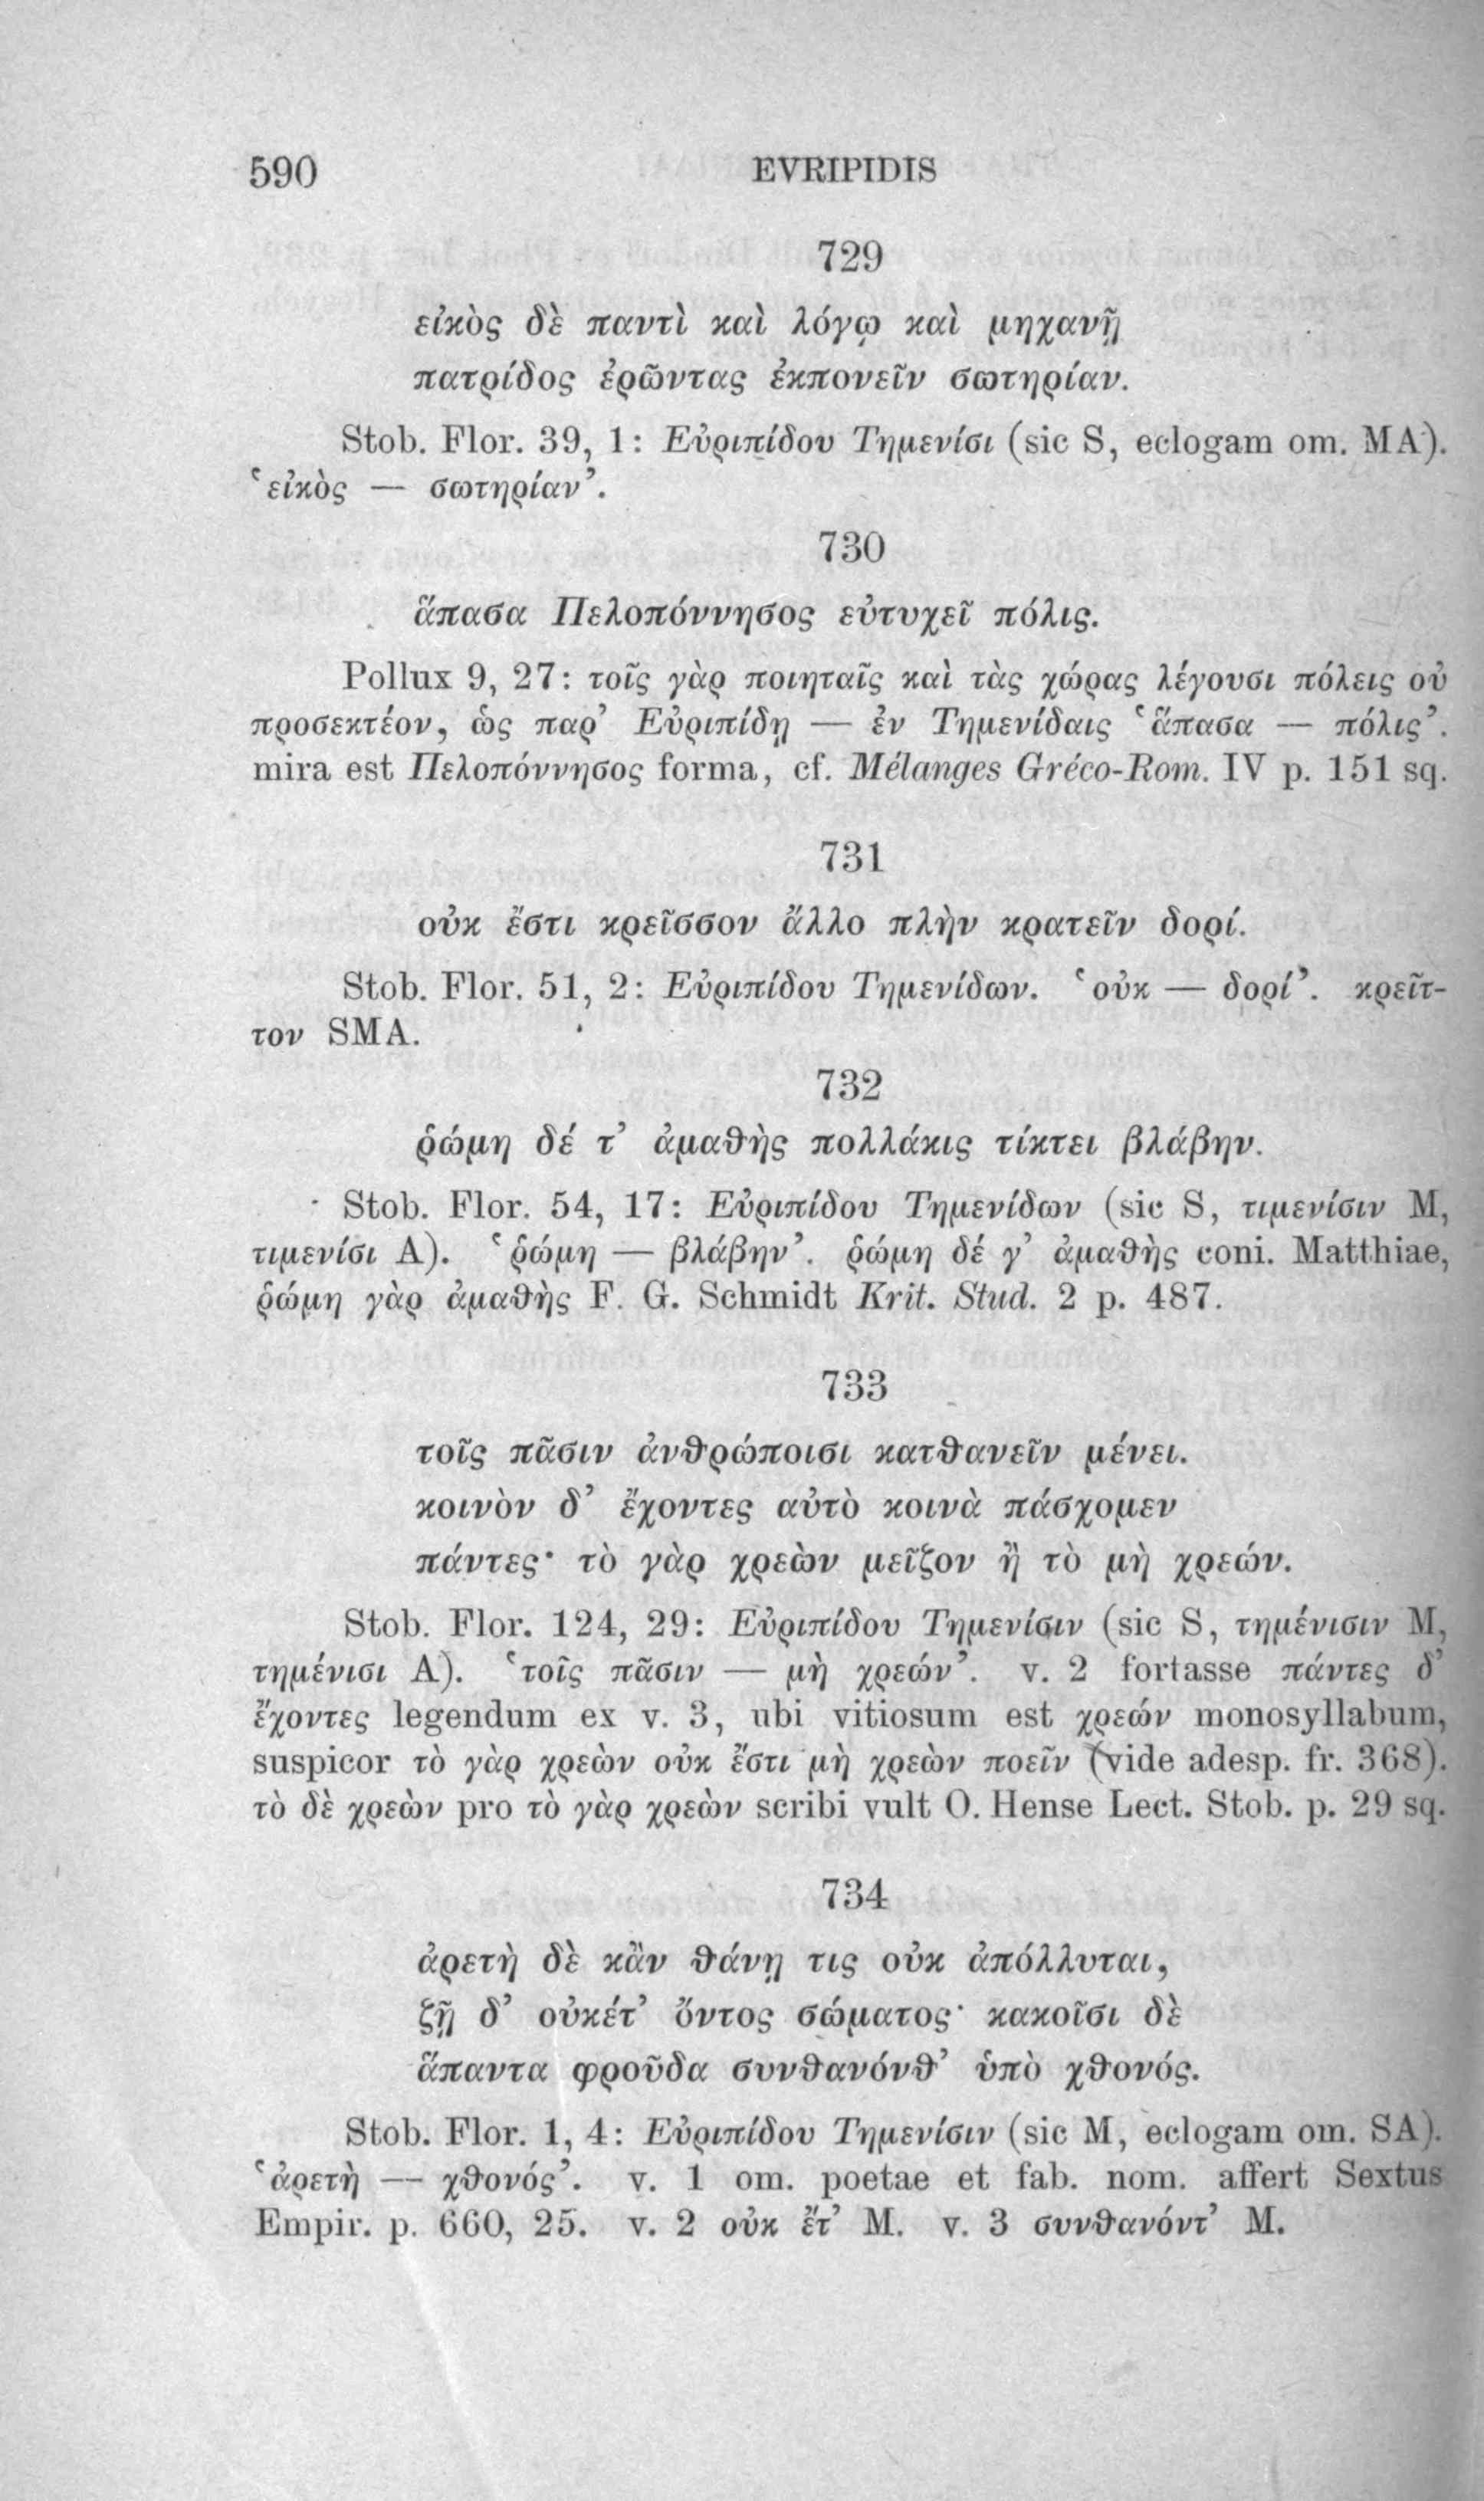 590 EVRIPIDIS
729
εἰκὸς δὲ παντὶ καὶ λόγῳ καὶ μηχανῇ
πατρίδος ἐρῶντας ἐκπονεῖν σωτηρίαν.
Stob. Flor. 39, 1: Εὐριπίδου Τημενίσι (sic S, eclogam om. MA).
‛εἰκὸς — σωτηρίαν’.
730
ἅπασα Πελοπόννησος εὐτυχεῖ πόλις.
Pollux 9, 27: τοῖς γὰρ ποιηταῖς καὶ τὰς χώρας λέγουσι πόλεις οὐ
προσεκτέον, ὡς παρ’ Εὐριπίδῃ — ἐν Τημενίδαις ‛ἅπασα — πόλις’.
mira est Πελοπόννησος forma, cf. Mélanges Gréco-Rom. IV p. 151 sq.
731
οὐκ ἔστι κρεῖσσον ἄλλο πλὴν κρατεῖν δορί.
Stob. Flor. 51, 2: Εὐριπίδου Τημενίδων. ‛οὐκ — δορί’. κρεῖτ-
τον SMA.
732
ῥώμη δέ τ’ ἀμαθὴς πολλάκις τίκτει βλάβην.
Stob. Flor. 54, 17: Εὐριπίδου Τημενίδων (sic S, τιμενίσιν M,
τιμενίσι A). ‛ῥώμη — βλάβην’. ῥώμη δέ γ’ ἀμαθὴς coni. Matthiae,
ῥώμη γὰρ ἀμαθὴς F. G. Schmidt Krit. Stud. 2 p. 487.
733
τοῖς πᾶσιν ἀνθρώποισι κατθανεῖν μένει.
κοινὸν δ’ ἔχοντες αὐτὸ κοινὰ πάσχομεν
πάντες· τὸ γὰρ χρεὼν μεῖζον ἢ τὸ μὴ χρεών.
Stob. Flor. 124, 29: Εὐριπίδου Τημενίσιν (sic S, τημένισιν M,
τημένισι A). ‛τοῖς πᾶσιν — μὴ χρεών’. v. 2 fortasse πάντες δ’
ἔχοντες legendum ex v. 3, ubi vitiosum est χρεών monosyllabum,
suspicor τὸ γὰρ χρεὼν οὐκ ἔστι μὴ χρεὼν ποεῖν (vide adesp. fr. 368).
τὸ δὲ χρεὼν pro τὸ γὰρ χρεὼν scribi vult O. Hense Lect. Stob. p. 29 sq.
734
ἀρετὴ δὲ κἂν θάνῃ τις οὐκ ἀπόλλυται,
ζῇ δ’ οὐκέτ’ ὄντος σώματος· κακοῖσι δὲ
ἅπαντα φροῦδα συνθανόνθ’ ὑπὸ χθονός.
Stob. Flor. 1, 4: Εὐριπίδου Τημενίσιν (sic M, eclogam om. SA).
‛ἀρετὴ — χθονός’. v. 1 om. poetae et fab. nom. affert Sextus
Empir. p. 660, 25. v. 2 οὐκ ἔτ’ M. v. 3 συνθανόντ’ M.